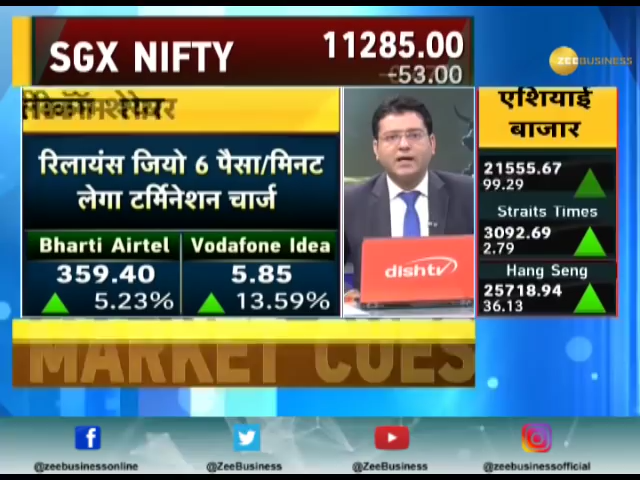 SGX NIFTY
11285.00
-53.00
ZEEBUSINESS
रिलायंस जियो 6 पैसा/मिनट
लेगा टर्मिनेशन चार्ज
Bharti Airtel
359.40
5.23%
Vodafone Idea
5.85
13.59%
dishtv
एशियाई
बाजार
21555.67
99.29
Straits Times
3092.69
2.79
Hang Seng
25718.94
36.13
MARKET CUES
@zeebusinessonline
@ZeeBusiness
@ZeeBusiness
@zeebusinessofficial